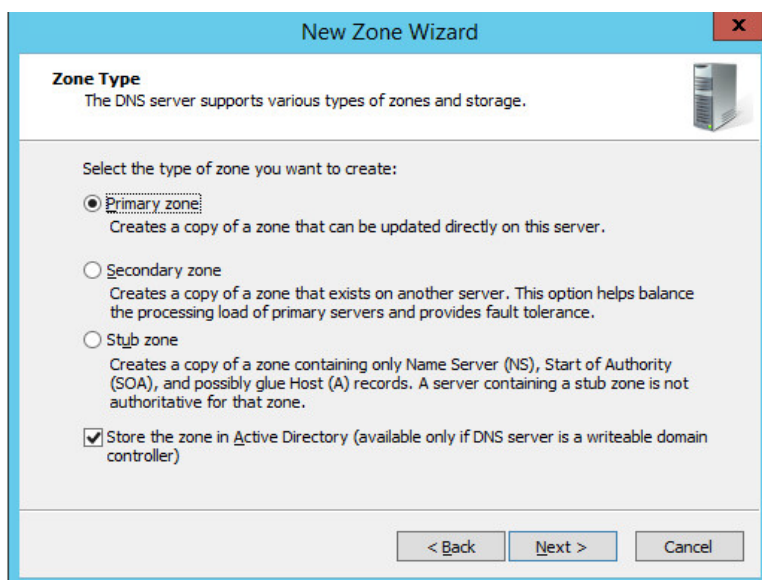 New Zone Wizard
x
Zone Type
The DNS server supports various types of zones and storage.
Select the type of zone you want to create:
Primary zone
Creates a copy of a zone that can be updated directly on this server.
Secondary zone
Creates a copy of a zone that exists on another server. This option helps balance
the processing load of primary servers and provides fault tolerance.
Stub zone
Creates a copy of a zone containing only Name Server (NS), Start of Authority
(SOA), and possibly glue Host (A) records. A server containing a stub zone is not
authoritative for that zone.
Store the zone in Active Directory (available only if DNS server is a writeable domain
controller)
< Back Next > Cancel